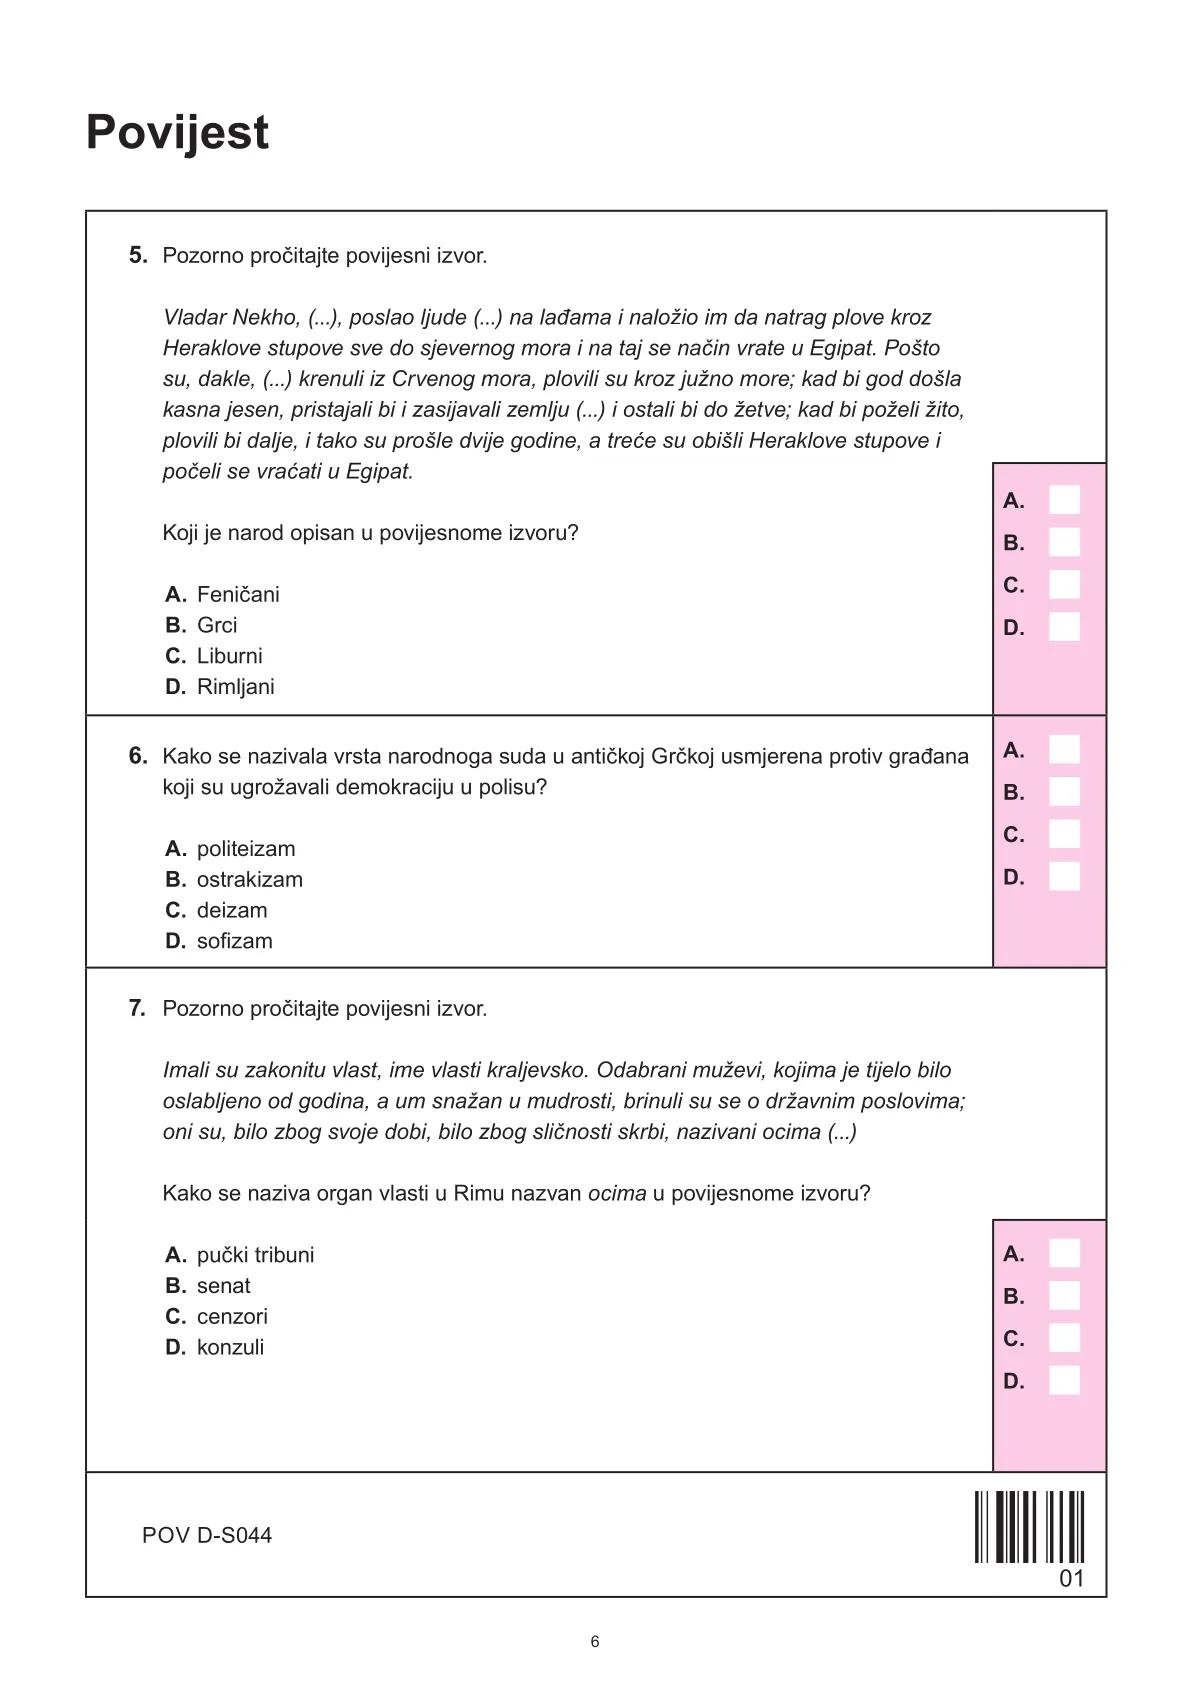 Povijest
5. Pozorno pročitajte povijesni izvor.
Vladar Nekho, (...), poslao ljude (...) na lađama i naložio im da natrag plove kroz
Heraklove stupove sve do sjevernog mora i na taj se način vrate u Egipat. Pošto
su, dakle, (...) krenuli iz Crvenog mora, plovili su kroz južno more; kad bi god došla
kasna jesen, pristajali bi i zasijavali zemlju (...) i ostali bi do žetve; kad bi poželi žito,
plovili bi dalje, i tako su prošle dvije godine, a treće su obišli Heraklove stupove i
počeli se vraćati u Egipat.
Koji je narod opisan u povijesnome izvoru?
A. Feničani
B. Grci
C. Liburni
D. Rimljani
A.
B.
C.
D.
6. Kako se nazivala vrsta narodnoga suda u antičkoj Grčkoj usmjerena protiv građana
koji su ugrožavali demokraciju u polisu?
A. politeizam
B. ostrakizam
C. deizam
D. sofizam
A.
B.
C.
D.
7. Pozorno pročitajte povijesni izvor.
Imali su zakonitu vlast, ime vlasti kraljevsko. Odabrani muževi, kojima je tijelo bilo
oslabljeno od godina, a um snažan u mudrosti, brinuli su se o državnim poslovima;
oni su, bilo zbog svoje dobi, bilo zbog sličnosti skrbi, nazivani ocima (...)
Kako se naziva organ vlasti u Rimu nazvan ocima u povijesnome izvoru?
A. pučki tribuni
B. senat
C. cenzori
D. konzuli
A.
B.
C.
D.
POV D-S044
01
6